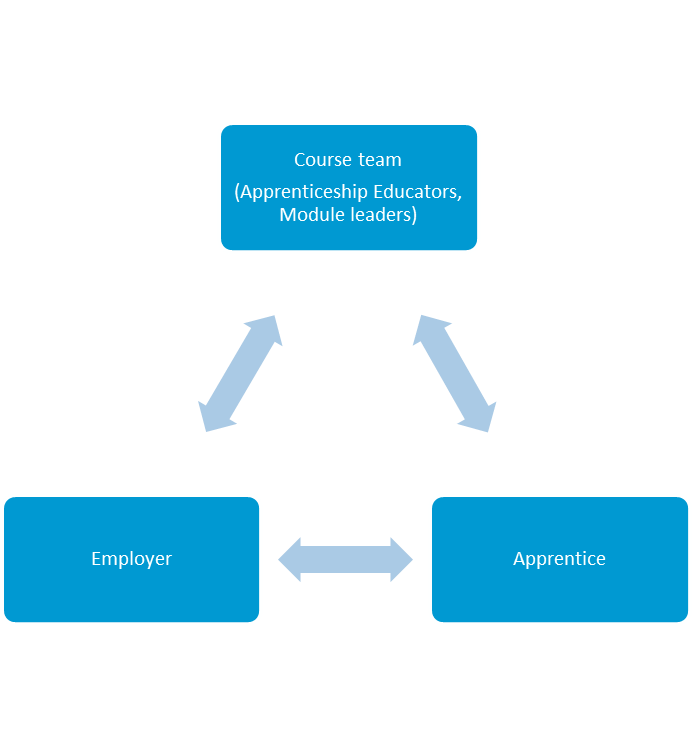 Course team
(Apprenticeship Educators,
Module leaders)
Employer
Apprentice